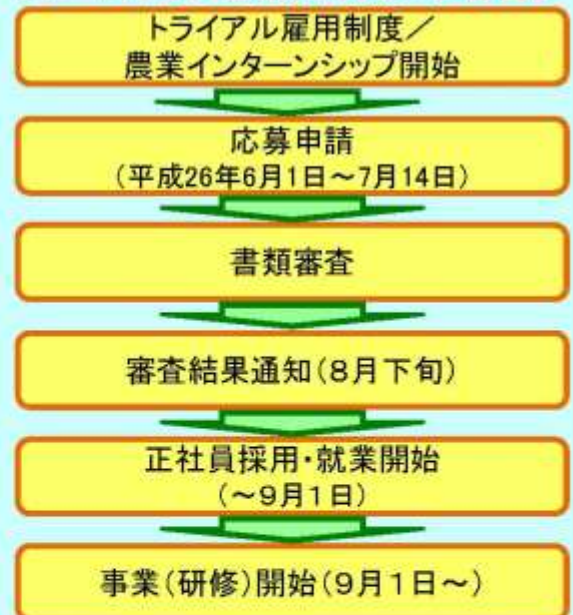 トライアル雇用制度／
農業インターンシップ開始
応募申請
（平成26年6月1日～7月14日）
書類審査
審査結果通知（８月下旬）
正社員採用・就業開始
（～９月１日）
事業（研修）開始（９月１日～）